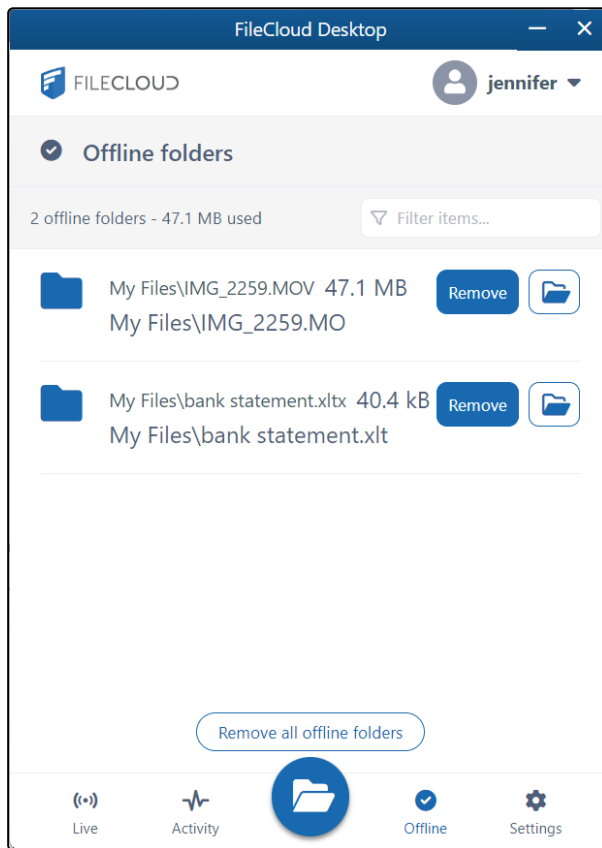 FileCloud Desktop
FILECLOUD
jennifer
Offline folders
2 offline folders - 47.1 MB used
Filter items...
My Files\IMG_2259.MOV 47.1 MB
Remove
My Files\IMG_2259.MO
My Files\bank statement.xltx 40.4 kB
Remove
My Files\bank statement.xlt
Remove all offline folders
Live
Activity
Offline
Settings